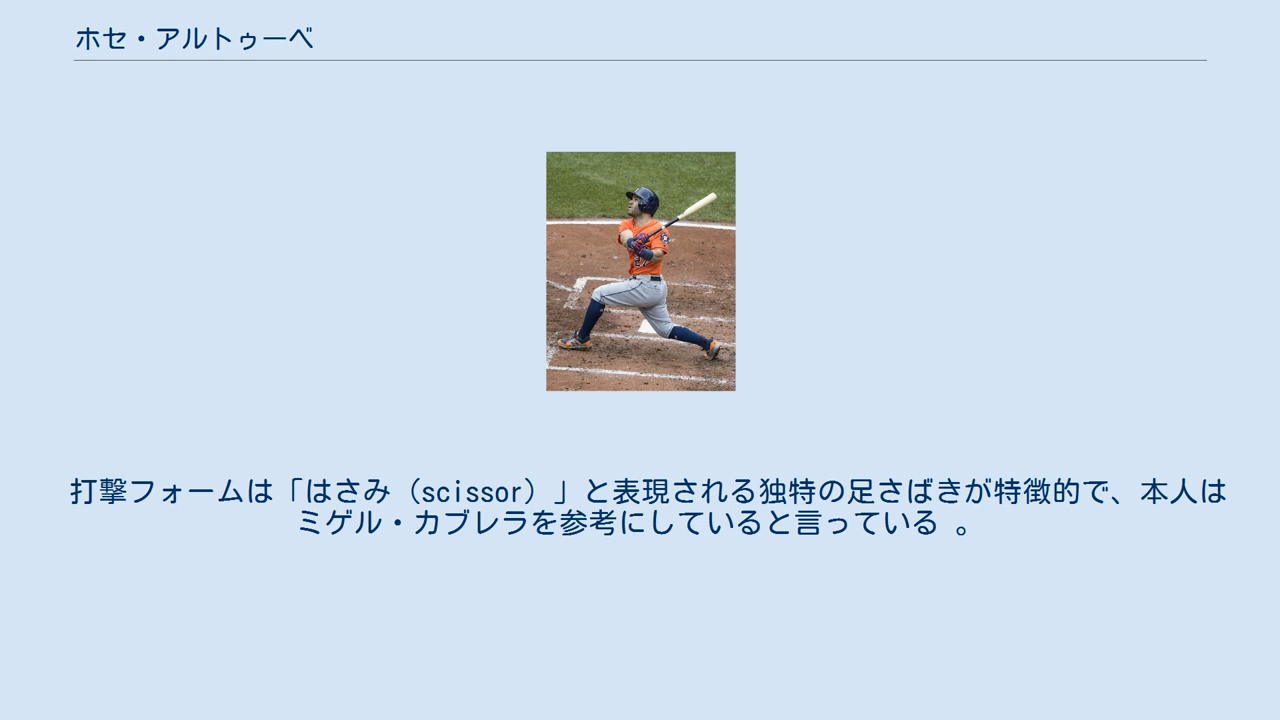 ホセ・アルトゥーベ
打撃フォームは「はさみ（scissor）」と表現される独特の足さばきが特徴的で、本人は
ミゲル・カブレラを参考にしていると言っている 。